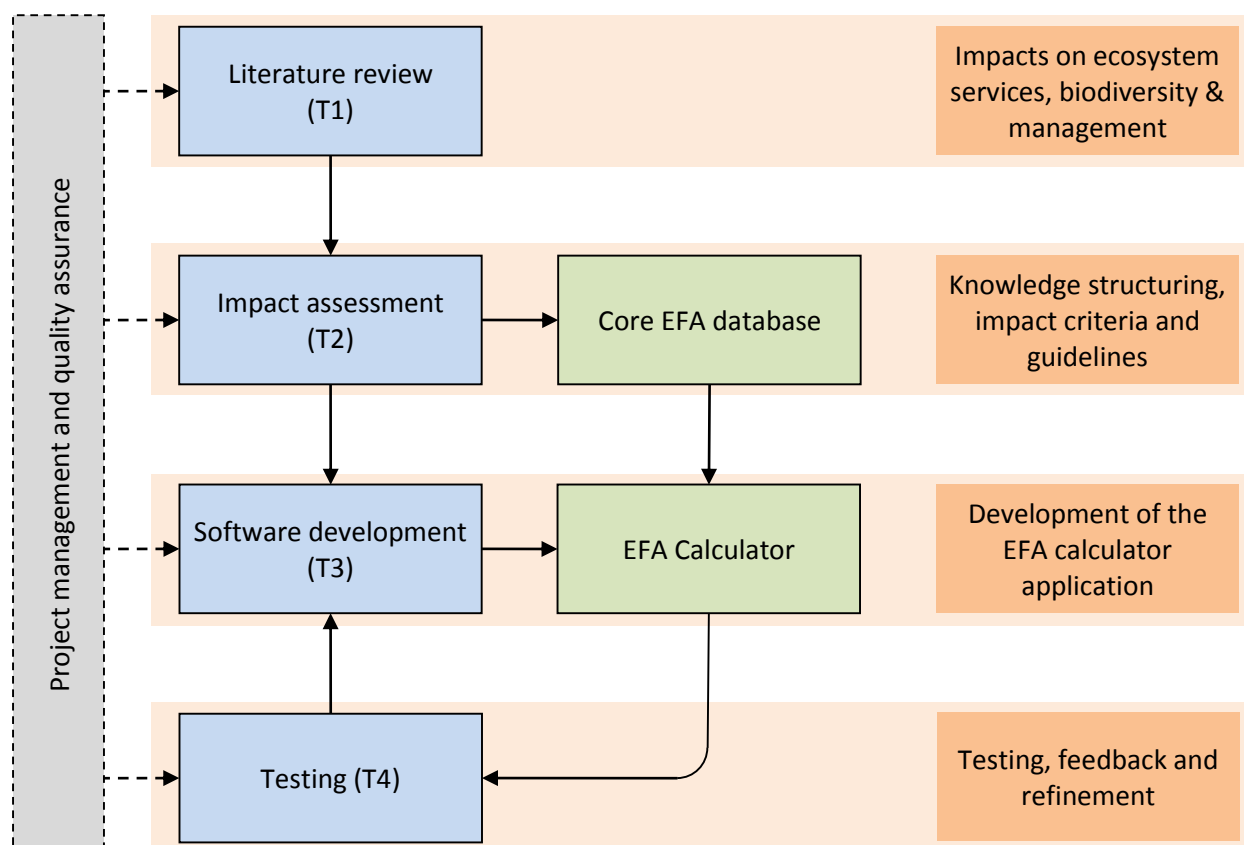 Project management and quality assurance
Literature review
(T1)
Impacts on ecosystem
services, biodiversity &
management
Impact assessment
(T2)
Core EFA database
Knowledge structuring,
impact criteria and
guidelines
Software development
(T3)
EFA Calculator
Development of the
EFA calculator
application
Testing (T4)
Testing, feedback and
refinement